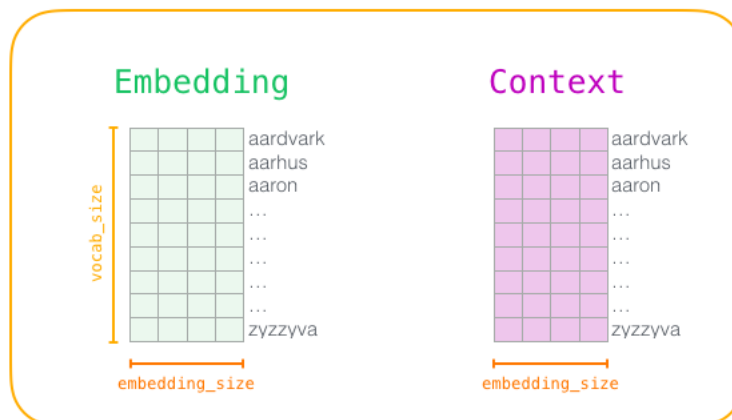 Embedding
vocab_size
aardvark
aarhus
aaron
...
...
...
...
...
zyzzyva
embedding_size
Context
aardvark
aarhus
aaron
...
...
...
...
...
zyzzyva
embedding_size